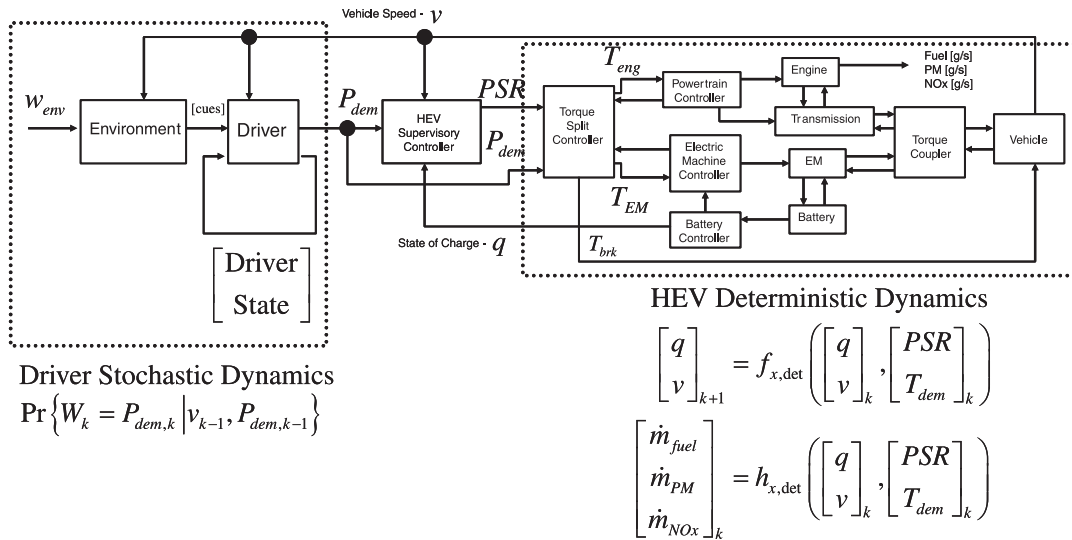 Vehicle Speed - v
w_env
Environment
[cues]
Driver
P_dem
HEV
Supervisory
Controller
PSR
P_dem
Torque
Split
Controller
T_eng
Powertrain
Controller
Engine
Transmission
Fuel [g/s]
PM [g/s]
NOx [g/s]
Electric
Machine
Controller
EM
Torque
Coupler
Vehicle
T_EM
Battery
Controller
Battery
State of Charge - q
T_brk
[Driver
State]
Driver Stochastic Dynamics
Pr{W_k = P_dem,k | v_k-1, P_dem,k-1}
HEV Deterministic Dynamics
[q v]_k+1 = f_x,det ([q v]_k, [PSR T_dem]_k)
[ṁ_fuel ṁ_PM ṁ_NOx]_k = h_x,det ([q v]_k, [PSR T_dem]_k)